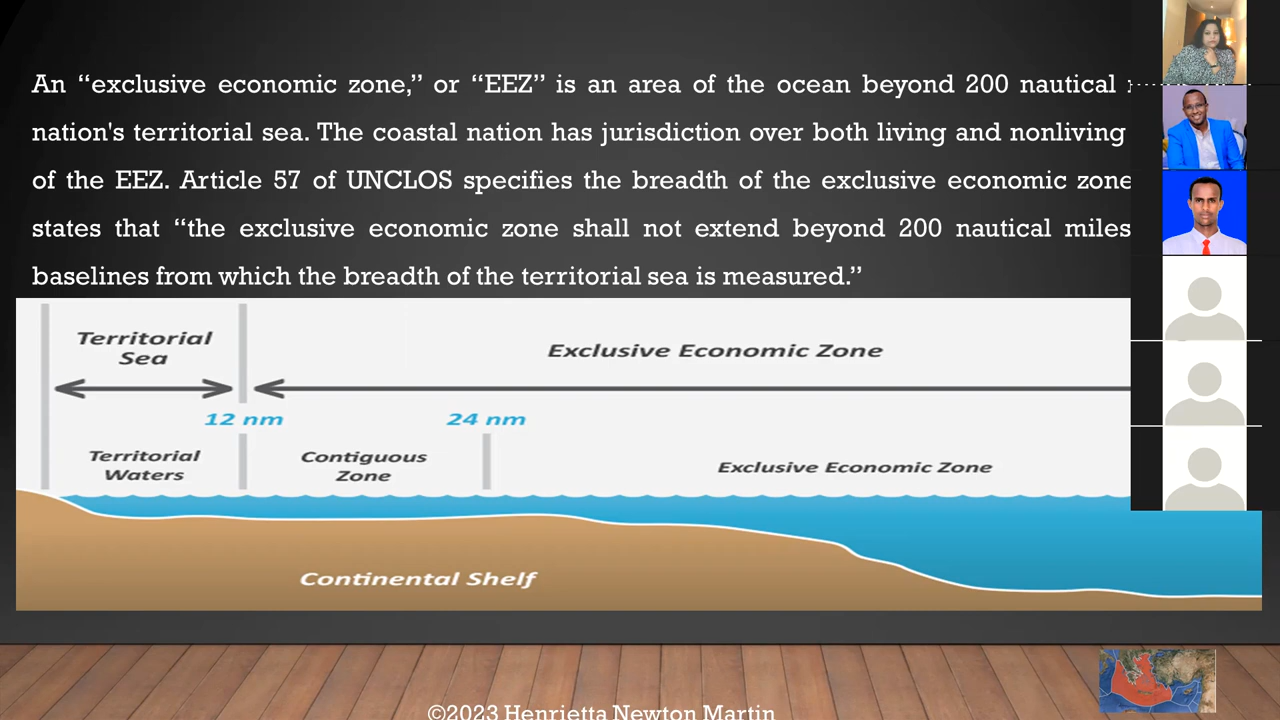 An “exclusive economic zone,” or “EEZ” is an area of the ocean beyond 200 nautical
nation's territorial sea. The coastal nation has jurisdiction over both living and nonliving
of the EEZ. Article 57 of UNCLOS specifies the breadth of the exclusive economic zone
states that “the exclusive economic zone shall not extend beyond 200 nautical miles
baselines from which the breadth of the territorial sea is measured.”
Territorial
Sea
Exclusive Economic Zone
12 nm
24 nm
Territorial
Waters
Contiguous
Zone
Exclusive Economic Zone
Continental Shelf
©2023 Henrietta Newton Martin